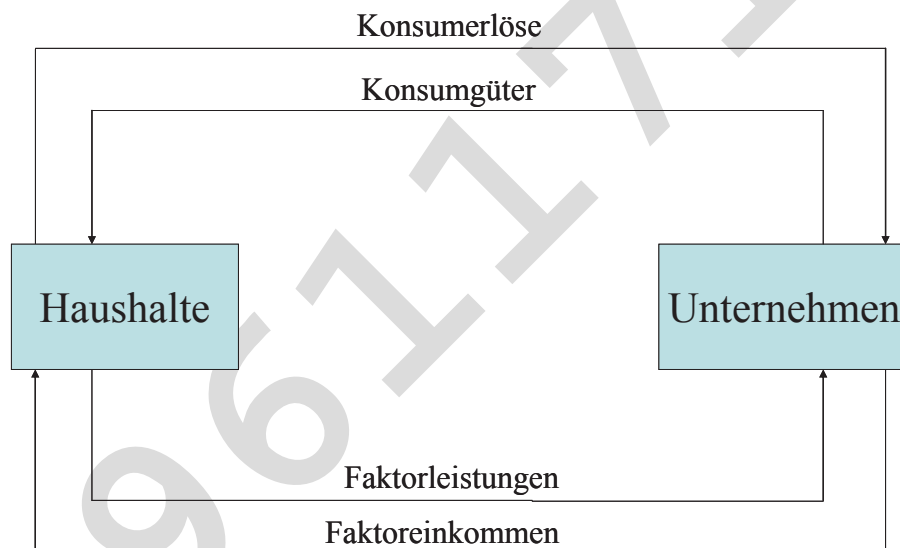 Konsumerlöse
Konsumgüter
Haushalte
Unternehmen
Faktorleistungen
Faktoreinkommen